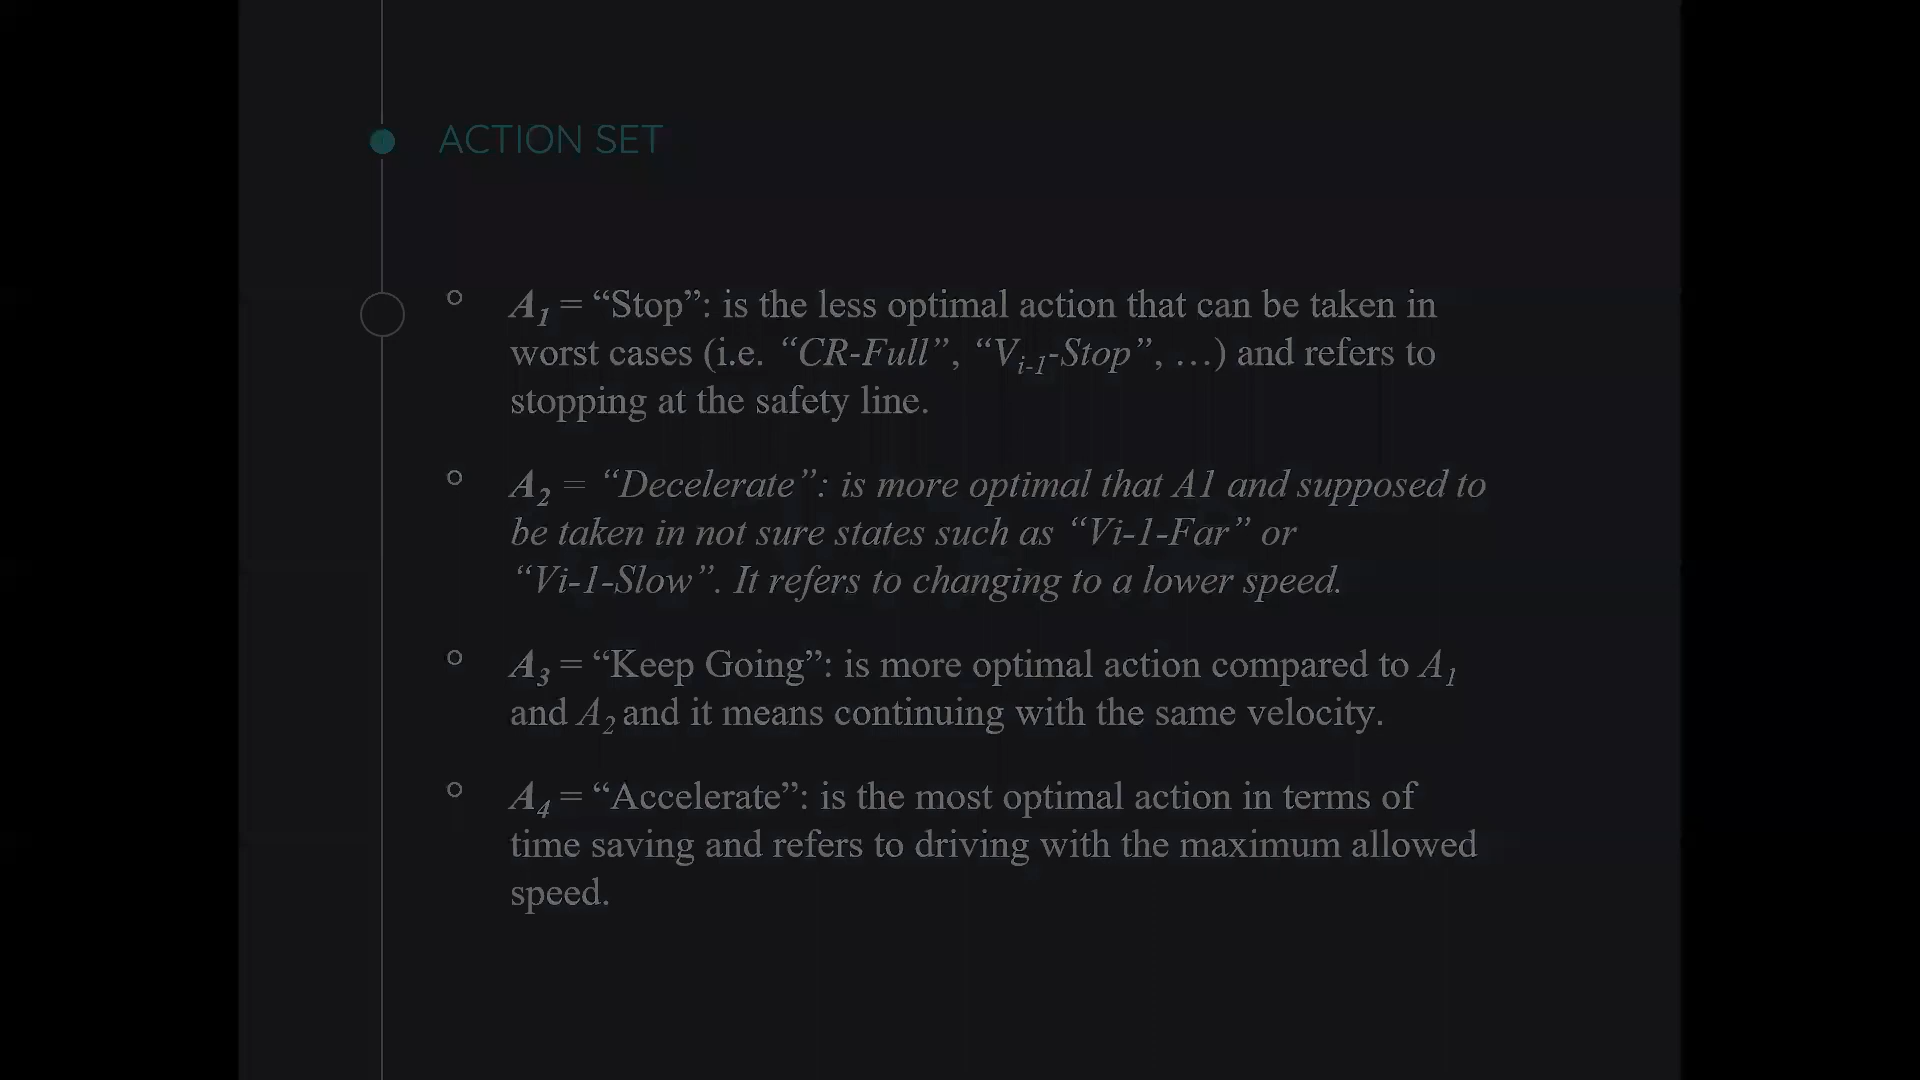 ACTION SET
A1 = “Stop”: is the less optimal action that can be taken in
worst cases (i.e. “CR-Full”, “Vi-1-Stop”, …) and refers to
stopping at the safety line.
A2 = “Decelerate”: is more optimal that A1 and supposed to
be taken in not sure states such as “Vi-1-Far” or
“Vi-1-Slow”. It refers to changing to a lower speed.
A3 = “Keep Going”: is more optimal action compared to A1
and A2 and it means continuing with the same velocity.
A4 = “Accelerate”: is the most optimal action in terms of
time saving and refers to driving with the maximum allowed
speed.